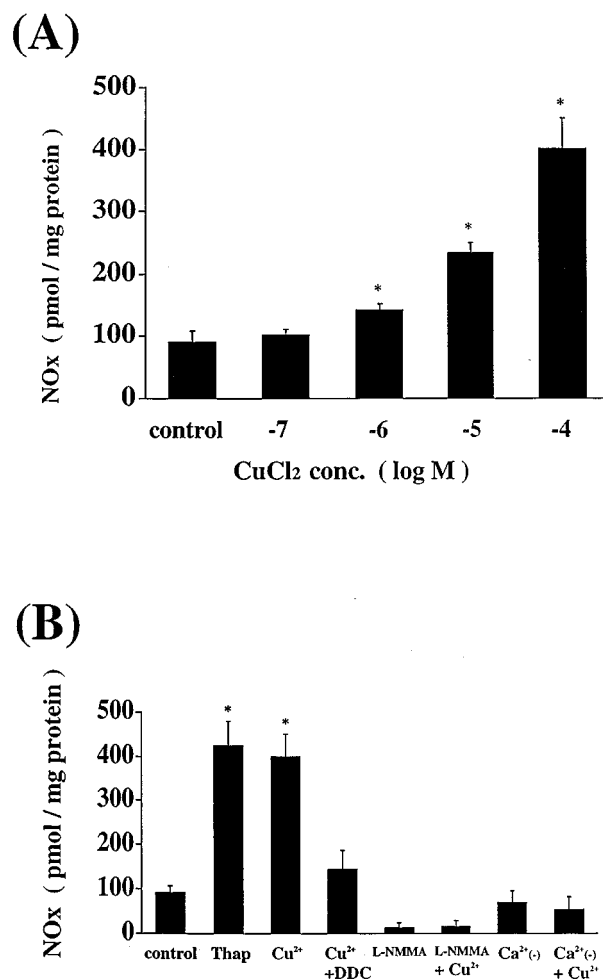 (A)
NOx ( pmol / mg protein )
500
400
300
200
100
0
*
*
*
control -7 -6 -5 -4
CuCl₂ conc. ( log M )
(B)
NOx ( pmol / mg protein )
500
400
300
200
100
0
* *
control Thap Cu²⁺ Cu²⁺ L-NMMA L-NMMA Ca²⁺(-) Ca²⁺(-)
+DDC + Cu²⁺ + Cu²⁺